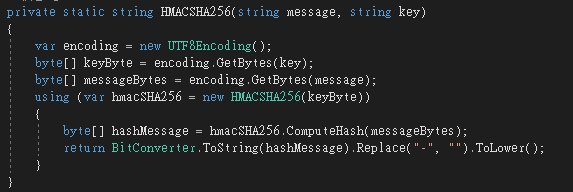 private static string HMACSHA256(string message, string key)
{
var encoding = new UTF8Encoding();
byte[] keyByte = encoding.GetBytes(key);
byte[] messageBytes = encoding.GetBytes(message);
using (var hmacSHA256 = new HMACSHA256(keyByte))
{
byte[] hashMessage = hmacSHA256.ComputeHash(messageBytes);
return BitConverter.ToString(hashMessage).Replace("-", "").ToLower();
}
}